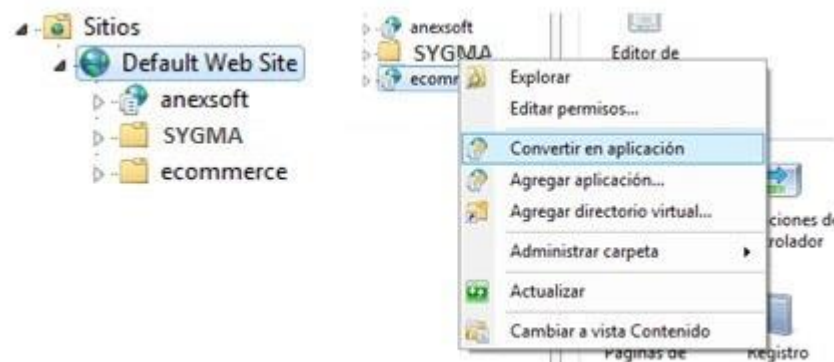 Sitios
Default Web Site
anexsoft
SYGMA
ecommerce
anexsoft
SYGMA
ecomr
Editor de
Explorar
Editar permisos...
Convertir en aplicación
Agregar aplicación...
Agregar directorio virtual...
Administrar carpeta
Actualizar
Cambiar a vista Contenido
ciones de
rolador
Páginas de
Registro